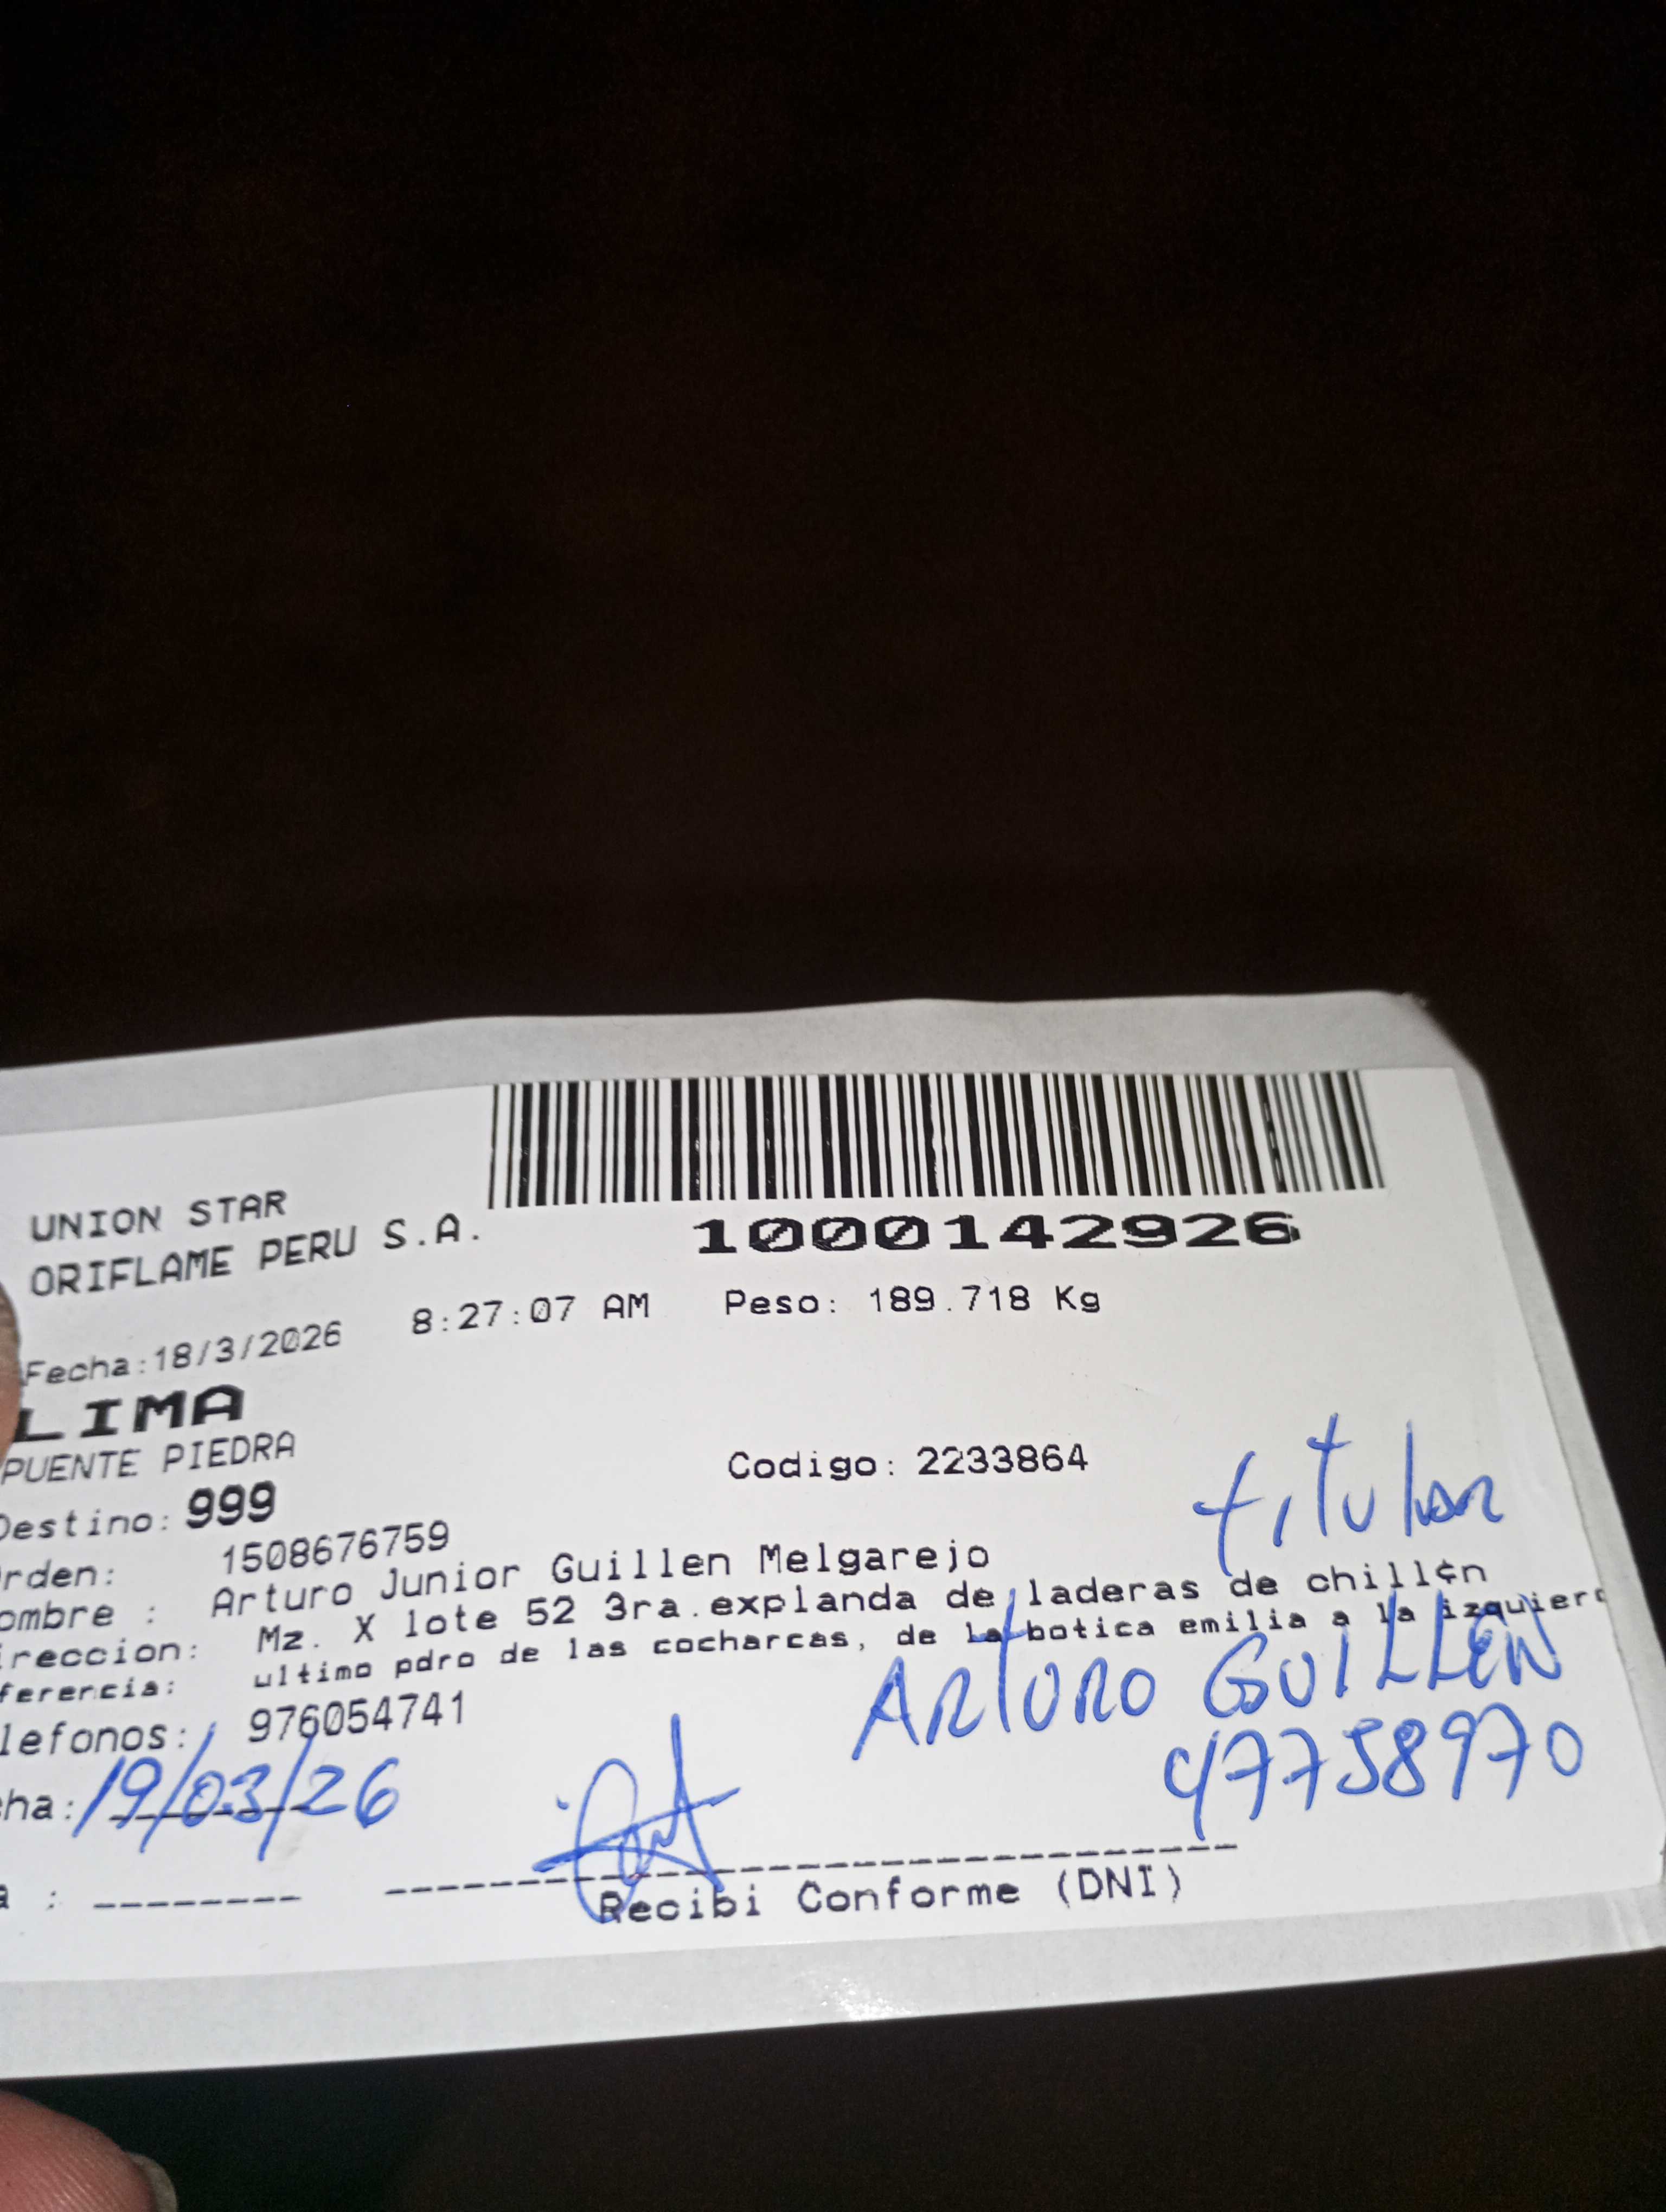 UNION STAR
ORIFLAME PERU S.A.
1000142926
Fecha:18/3/2026 8:27:07 AM Peso: 189.718 Kg
LIMA
PUENTE PIEDRA
Destino: 999 Codigo: 2233864
titular
rden: 1508676759
ombre : Arturo Junior Guillen Melgarejo
ireccion: Mz. X lote 52 3ra.explanda de laderas de chill¢n
ferencia: ultimo pdro de las cocharcas, de la botica emilia a la izquier
lefonos: 976054741
ARTURO GUILLEN
47758970
cha: 19/03/26
a : --------
Recibi Conforme (DNI)